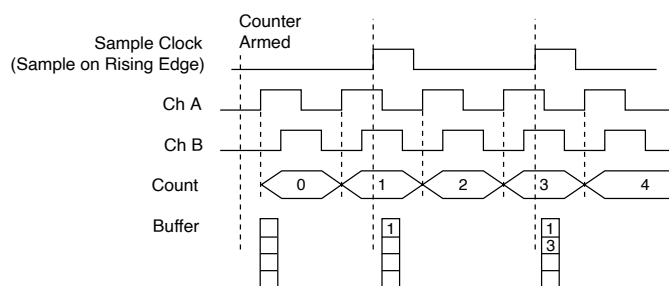 Counter
Armed
Sample Clock
(Sample on Rising Edge)
Ch A
Ch B
Count 0 1 2 3 4
Buffer 1 1
3